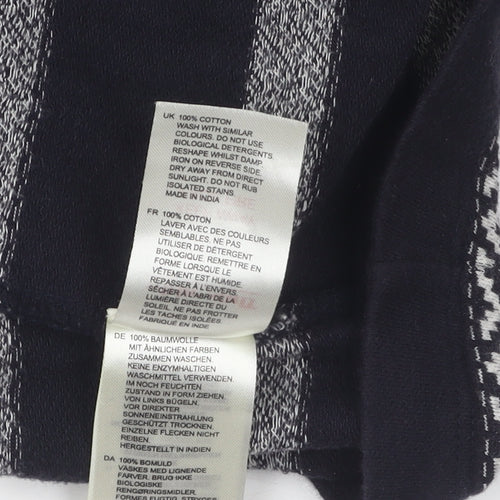 UK 100% COTTON
WASH WITH SIMILAR
COLOURS. DO NOT USE
BIOLOGICAL DETERGENTS.
RESHAPE WHILST DAMP.
IRON ON REVERSE SIDE.
DRY AWAY FROM DIRECT
SUNLIGHT. DO NOT RUB
ISOLATED STAINS.
MADE IN INDIA
FR 100% COTON
LAVER AVEC DES COULEURS
SEMBLABLES. NE PAS
UTILISER DE DÉTERGENT
BIOLOGIQUE. REMETTRE EN
FORME LORSQUE LE
VÊTEMENT EST HUMIDE.
REPASSER À L'ENVERS.
SÉCHER À L'ABRI DE LA
LUMIÈRE DIRECTE DU
SOLEIL. NE PAS FROTTER
LES TACHES ISOLÉES.
FABRIQUÉ EN INDE
DE 100% BAUMWOLLE
MIT ÄHNLICHEN FARBEN
ZUSAMMEN WASCHEN.
KEINE ENZYMHALTIGEN
WASCHMITTEL VERWENDEN.
IM NOCH FEUCHTEN
ZUSTAND IN FORM ZIEHEN.
VON LINKS BÜGELN.
VOR DIREKTER
SONNENEINSTRAHLUNG
GESCHÜTZT TROCKNEN.
EINZELNE FLECKEN NICHT
REIBEN.
HERGESTELLT IN INDIEN
DA 100% BOMULD
VASKES MED LIGNENDE
FARVER. BRUG IKKE
BIOLOGISKE
RENGØRINGSMIDLER.
FORMES FUGTIG. STRYGES